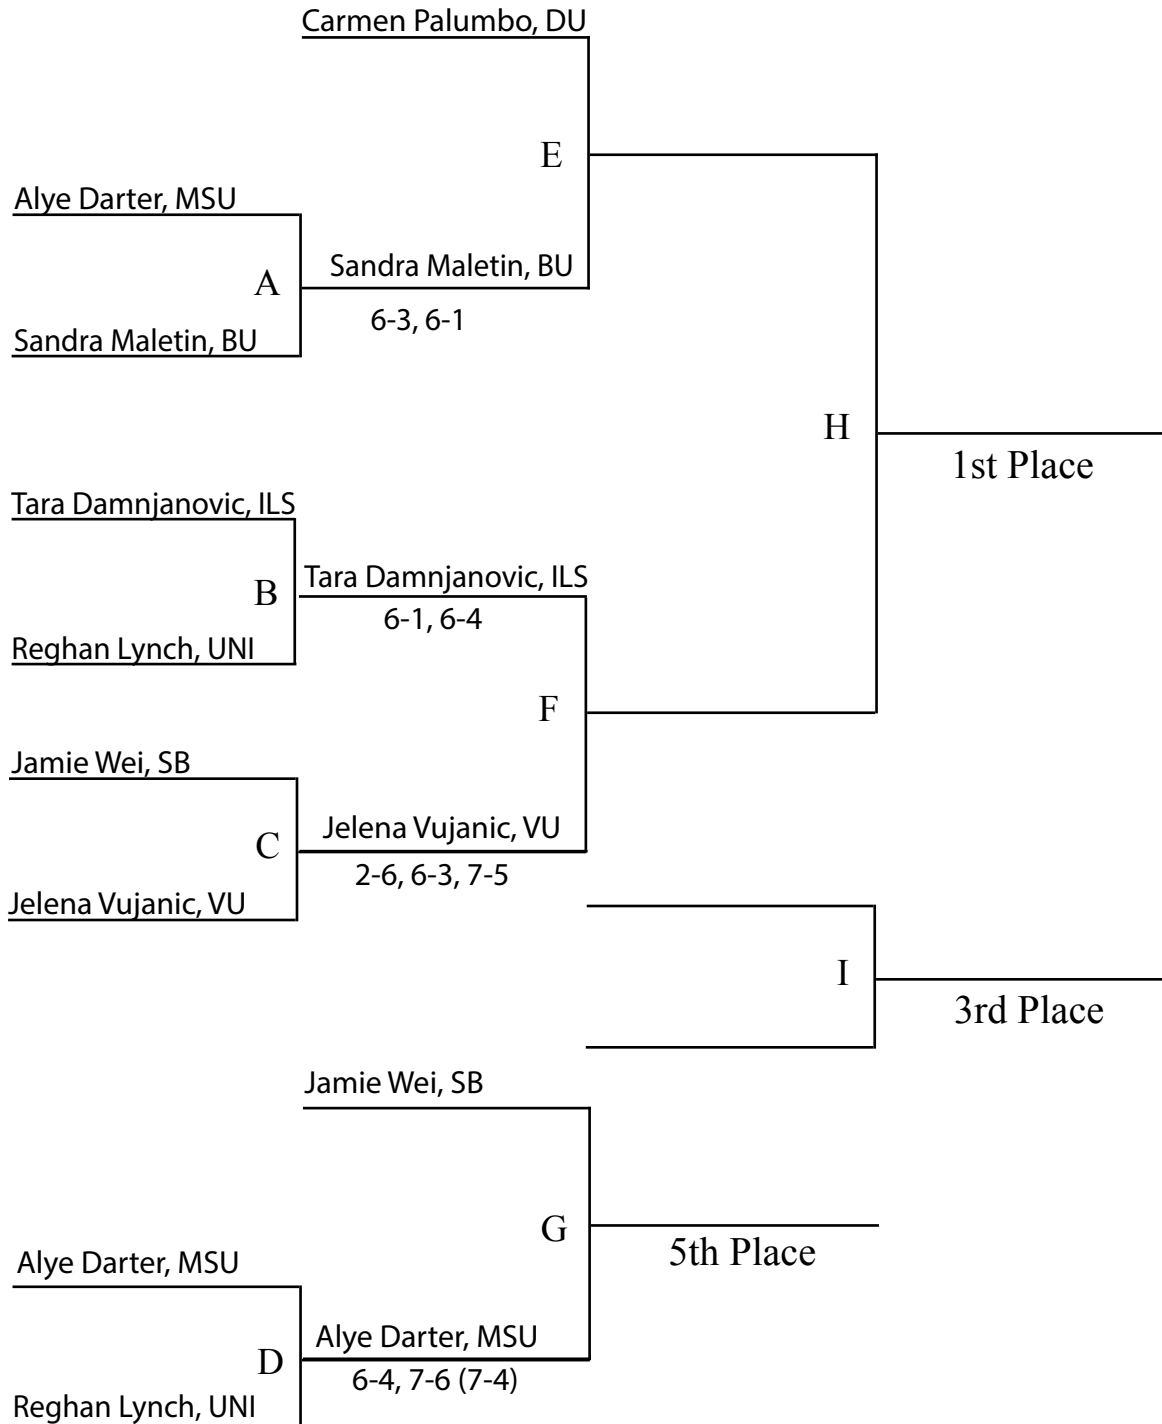 Carmen Palumbo, DU
E
Alye Darter, MSU
A
Sandra Maletin, BU
6-3, 6-1
Sandra Maletin, BU
H
1st Place
Tara Damnjanovic, ILS
B
Tara Damnjanovic, ILS
6-1, 6-4
Reghan Lynch, UNI
F
Jamie Wei, SB
C
Jelena Vujanic, VU
2-6, 6-3, 7-5
Jelena Vujanic, VU
I
3rd Place
Jamie Wei, SB
G
5th Place
Alye Darter, MSU
D
Alye Darter, MSU
6-4, 7-6 (7-4)
Reghan Lynch, UNI